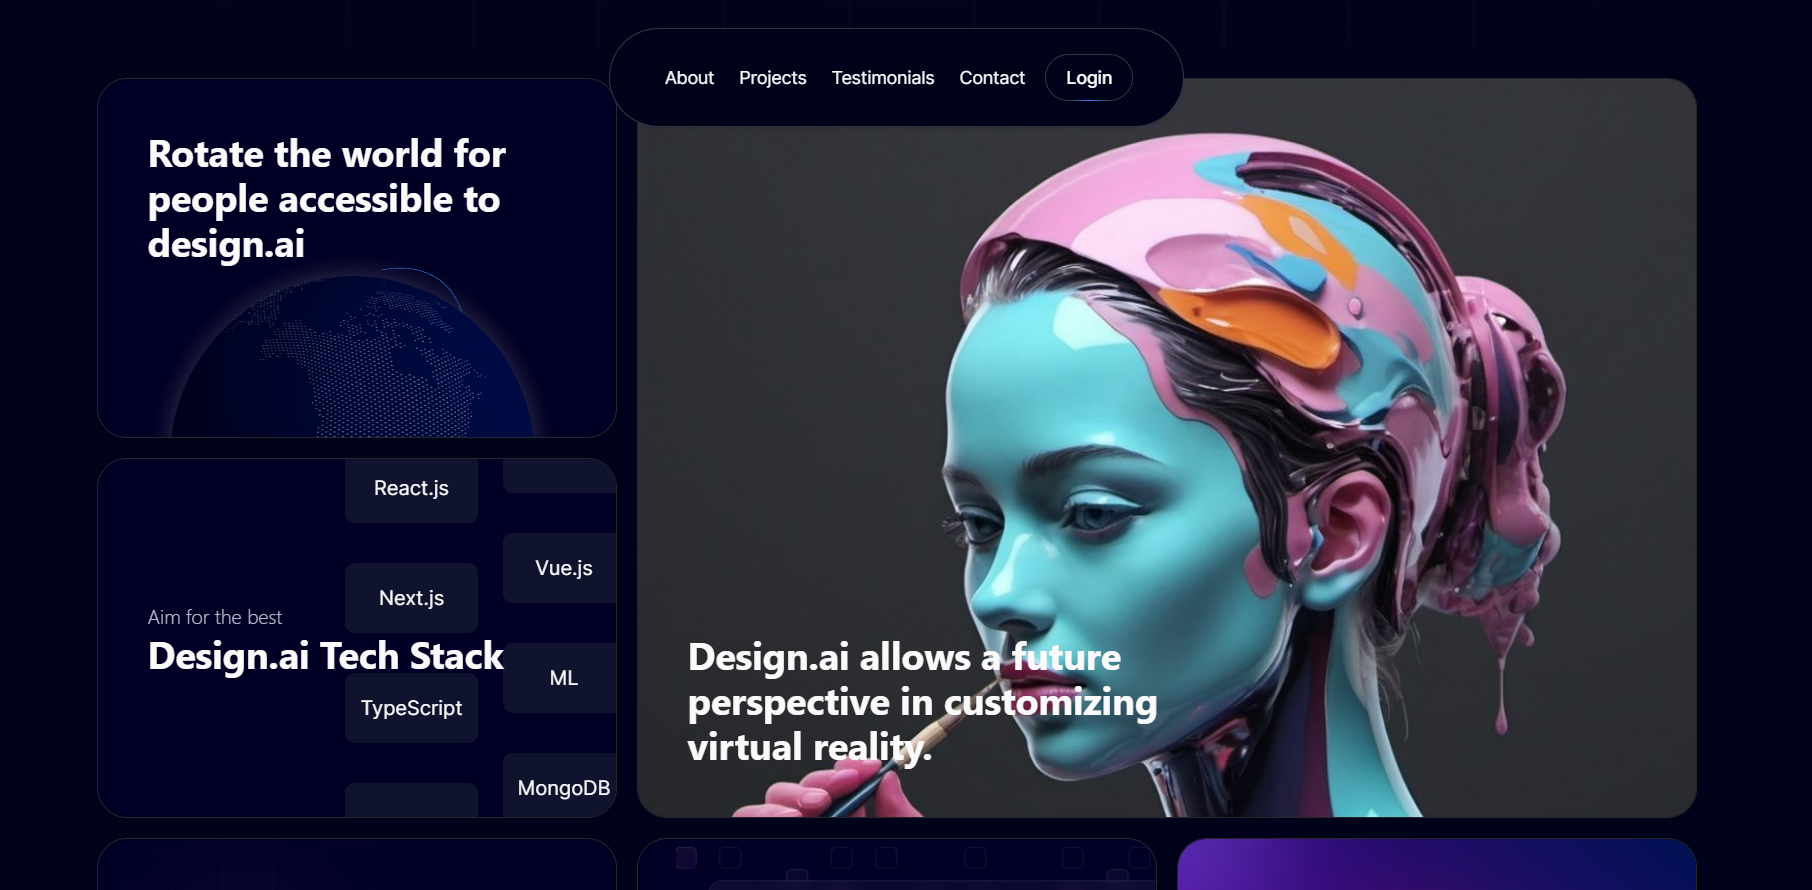 About Projects Testimonials Contact Login
Rotate the world for
people accessible to
design.ai
React.js
Vue.js
Next.js
Aim for the best
Design.ai Tech Stack
ML
TypeScript
MongoDB
Design.ai allows a future
perspective in customizing
virtual reality.